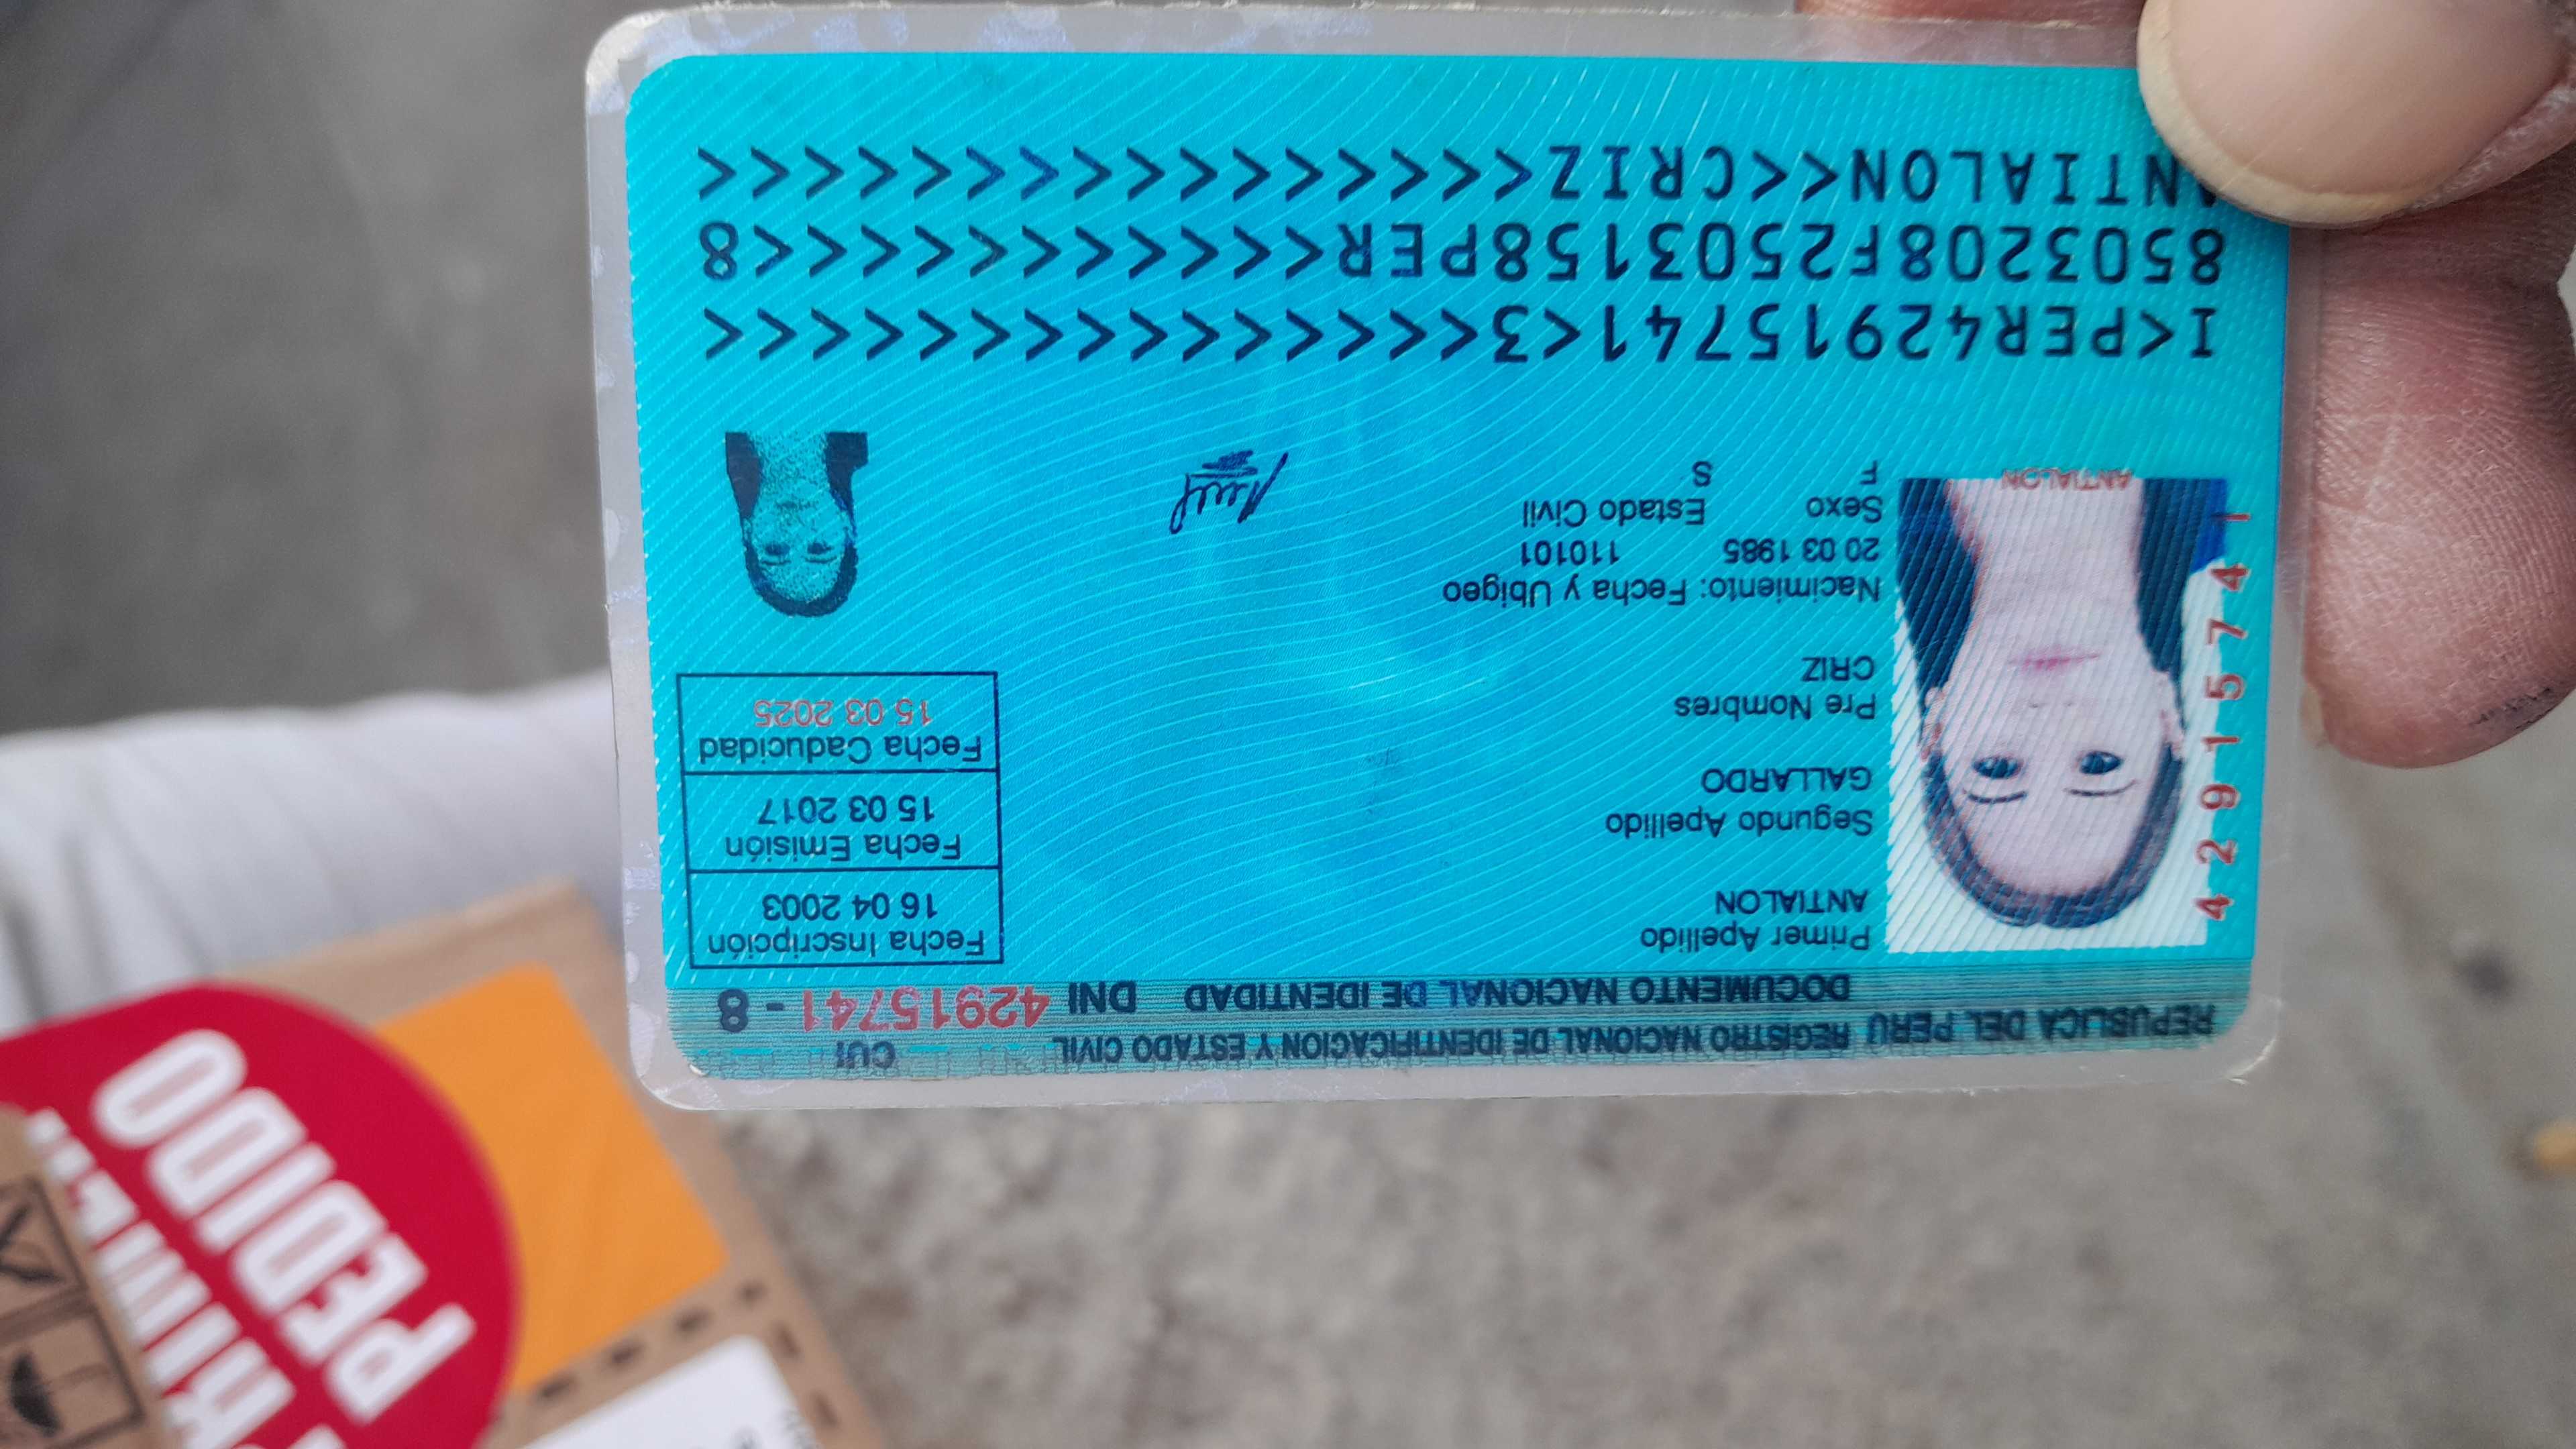 REPUBLICA DEL PERU REGISTRO NACIONAL DE IDENTIFICACION Y ESTADO CIVIL
CUI
DOCUMENTO NACIONAL DE IDENTIDAD DNI 42915741 - 8
Primer Apellido
ANTIALON
Segundo Apellido
GALLARDO
Pre Nombres
CRIZ
Nacimiento: Fecha y Ubigeo
20 03 1985 110101
Sexo Estado Civil
F S
Fecha Inscripción
16 04 2003
Fecha Emisión
15 03 2017
Fecha Caducidad
15 03 2025
42915741
ANTIALON
I<PER42915741<3<<<<<<<<<<<<<<<
8503208F2503158PER<<<<<<<<<<<8
ANTIALON<<CRIZ<<<<<<<<<<<<<<<<
PEDIDO